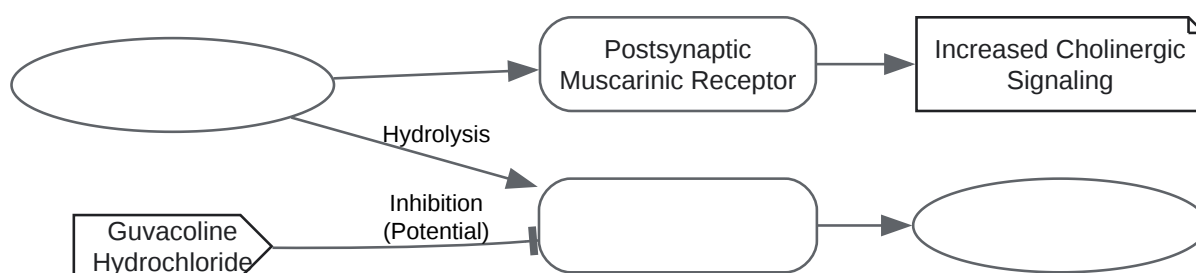 Postsynaptic
Muscarinic Receptor
Increased Cholinergic
Signaling
Hydrolysis
Inhibition
(Potential)
Guvacoline
Hydrochloride